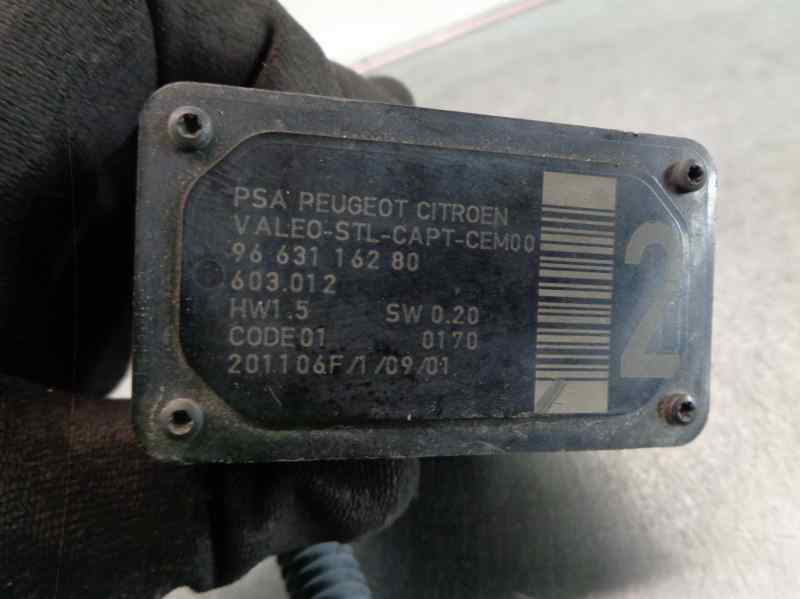 PSA PEUGEOT CITROEN
VALEO-STL-CAPT-CEM00
96 631 162 80
603.012
HW1.5 SW 0.20
CODE01 0170
201106F/1/09/01
2